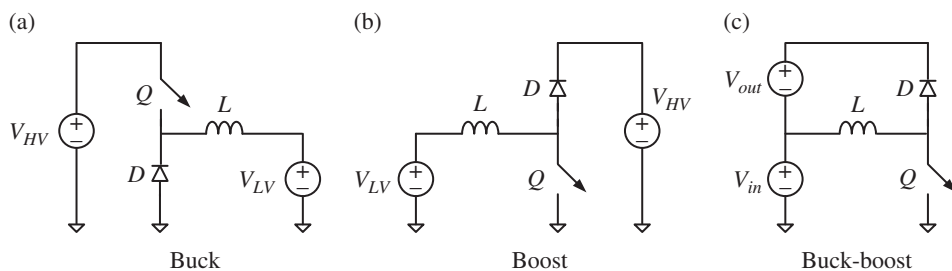 (a)
Q
L
V_HV
D
V_LV
Buck
(b)
D
L
V_HV
V_LV
Q
Boost
(c)
V_out
D
L
V_in
Q
Buck-boost